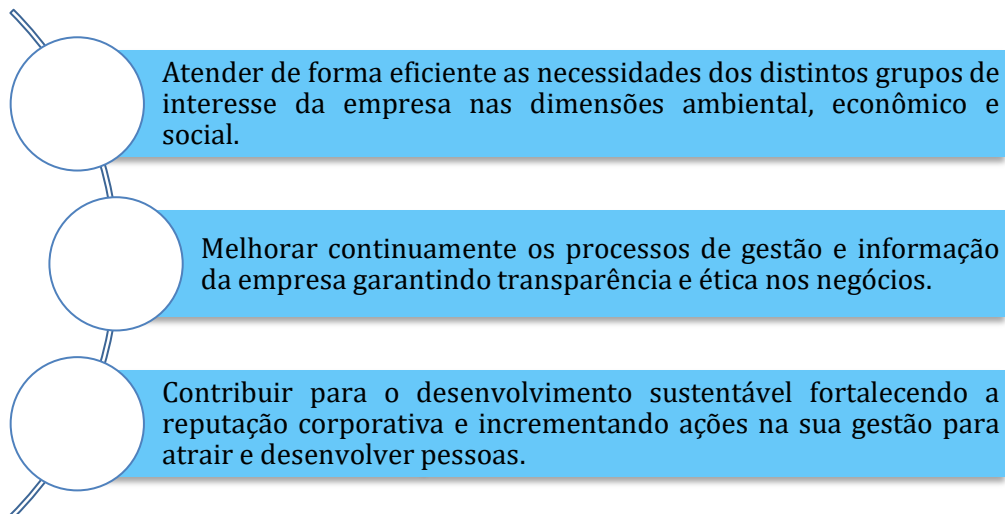 Atender de forma eficiente as necessidades dos distintos grupos de
interesse da empresa nas dimensões ambiental, econômico e
social.
Melhorar continuamente os processos de gestão e informação
da empresa garantindo transparência e ética nos negócios.
Contribuir para o desenvolvimento sustentável fortalecendo a
reputação corporativa e incrementando ações na sua gestão para
atrair e desenvolver pessoas.